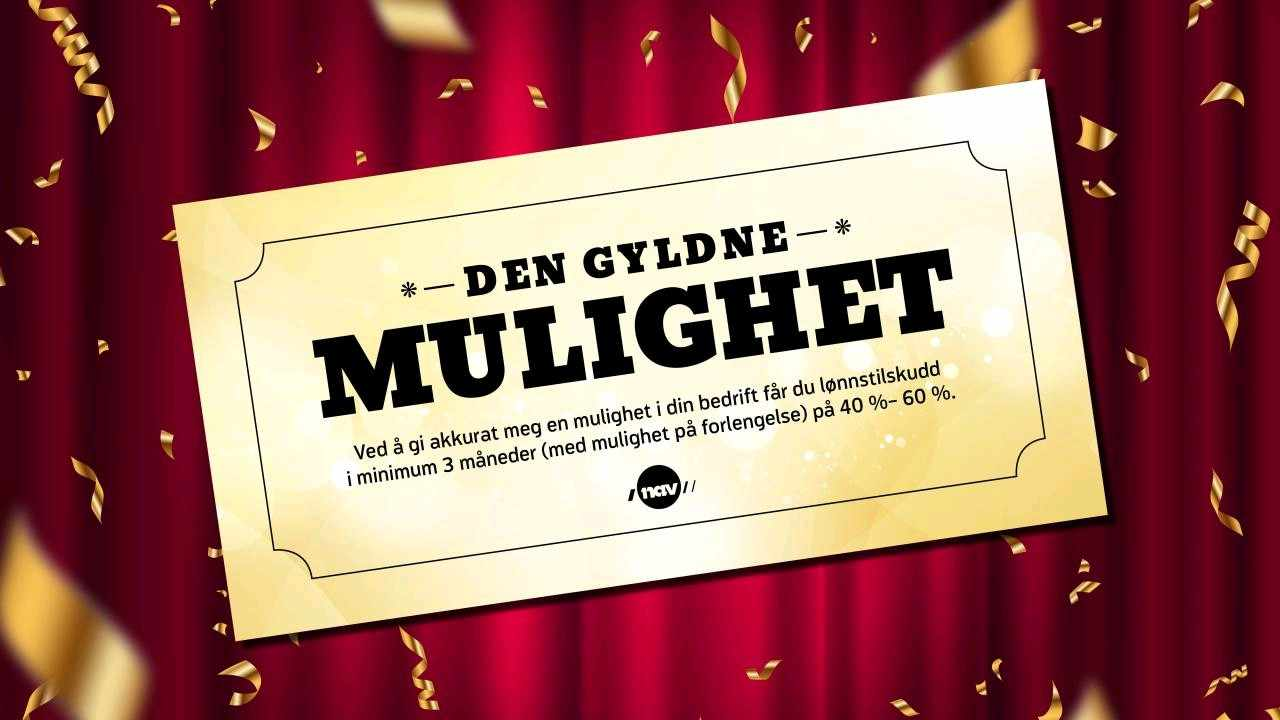 DEN GYLDNE
MULIGHET
Ved å gi akkurat meg en mulighet i din bedrift får du lønnstilskudd
i minimum 3 måneder (med mulighet på forlengelse) på 40 %– 60 %.
nav